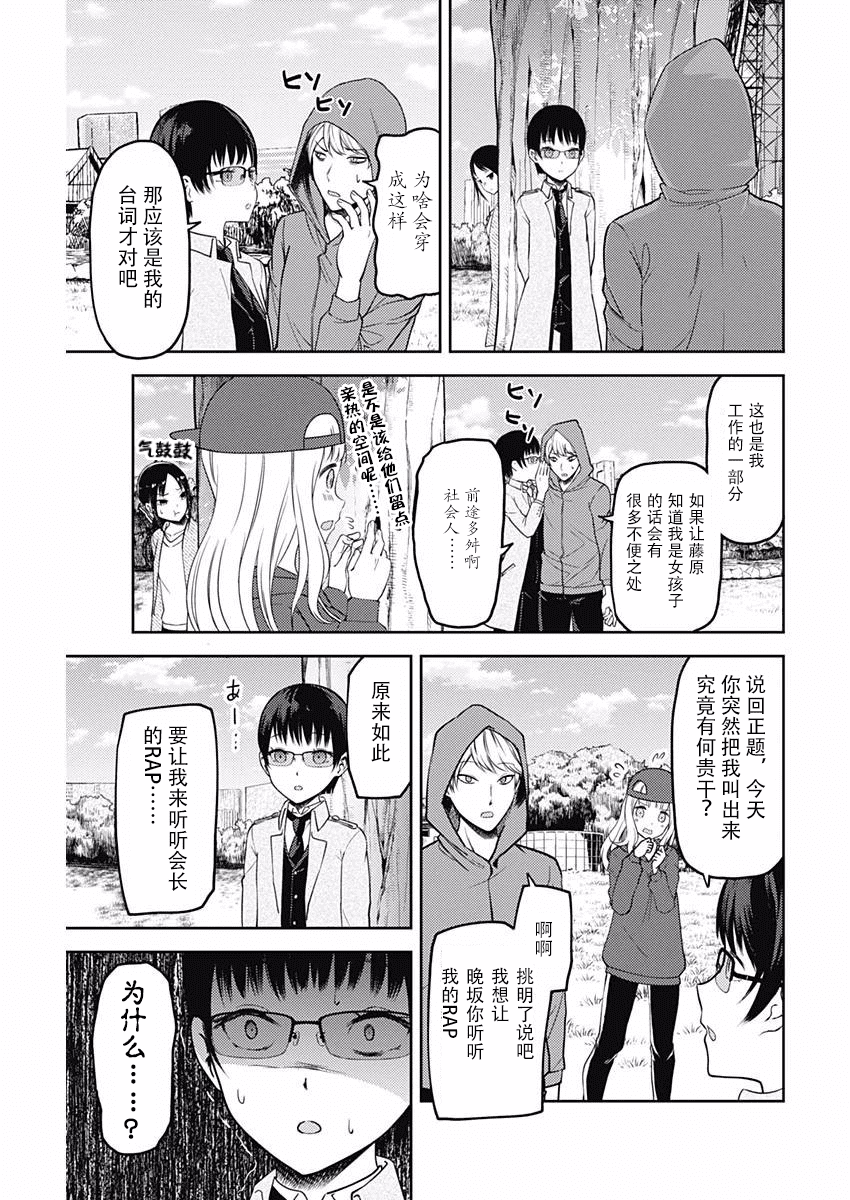 ヒソ
ヒソ
为啥会穿
成这样
那应该是我的
台词才对吧
这也是我
工作的一部分
如果让藤原
知道我是女孩子
的话会有
很多不便之处
ヒソ
前途多舛啊
社会人……
是不是该给他们留点
亲热的空间呢……
气鼓鼓
说回正题，今天
你突然把我叫出来
究竟有何贵干？
啊啊
挑明了说吧
我想让
晚坂你听听
我的RAP
原来如此
あー…
要让我来听听会长
的RAP……
为什么……？